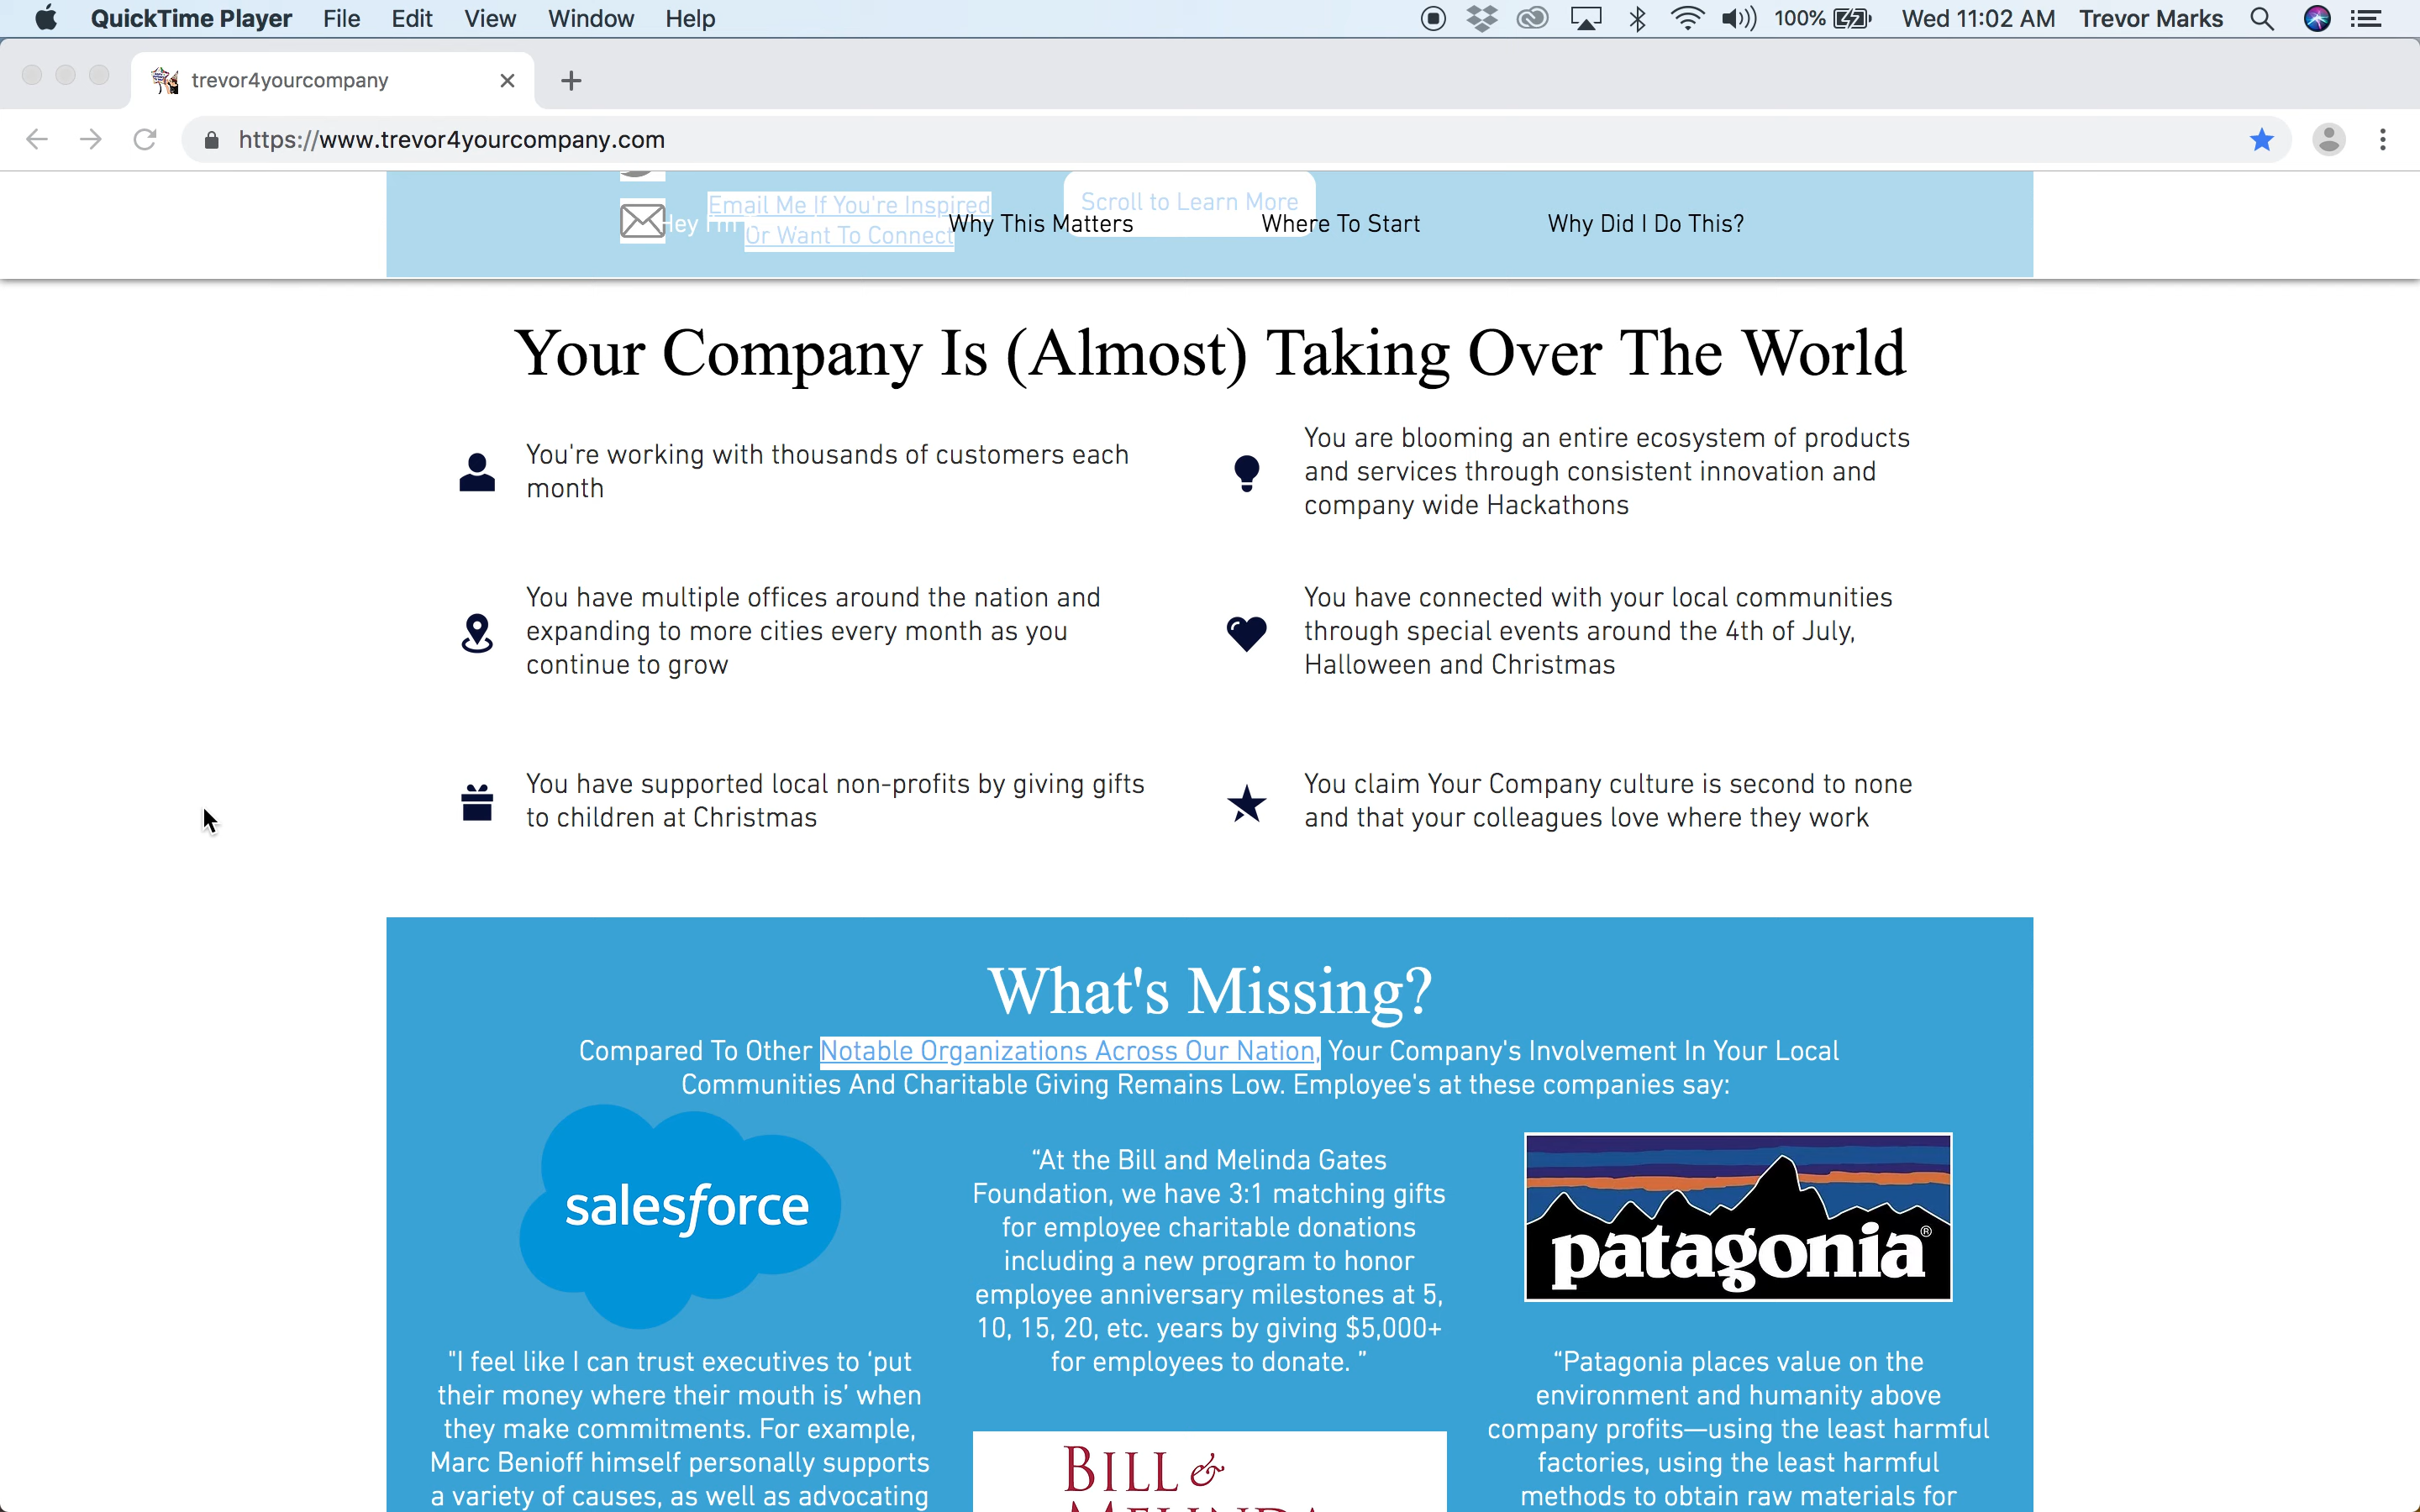 QuickTime Player File Edit View Window Help 100% Wed 11:02 AM Trevor Marks
trevor4yourcompany
https://www.trevor4yourcompany.com
Email Me If You're Inspired
Scroll to Learn More
Hey I'm
Or Want To Connect
Why This Matters
Where To Start
Why Did I Do This?
Your Company Is (Almost) Taking Over The World
You're working with thousands of customers each
month
You are blooming an entire ecosystem of products
and services through consistent innovation and
company wide Hackathons
You have multiple offices around the nation and
expanding to more cities every month as you
continue to grow
You have connected with your local communities
through special events around the 4th of July,
Halloween and Christmas
You have supported local non-profits by giving gifts
to children at Christmas
You claim Your Company culture is second to none
and that your colleagues love where they work
What's Missing?
Compared To Other Notable Organizations Across Our Nation, Your Company's Involvement In Your Local
Communities And Charitable Giving Remains Low. Employee's at these companies say:
salesforce
"I feel like I can trust executives to ‘put
their money where their mouth is’ when
they make commitments. For example,
Marc Benioff himself personally supports
a variety of causes, as well as advocating
“At the Bill and Melinda Gates
Foundation, we have 3:1 matching gifts
for employee charitable donations
including a new program to honor
employee anniversary milestones at 5,
10, 15, 20, etc. years by giving $5,000+
for employees to donate. ”
BILL &
MELINDA
patagonia®
“Patagonia places value on the
environment and humanity above
company profits—using the least harmful
factories, using the least harmful
methods to obtain raw materials for